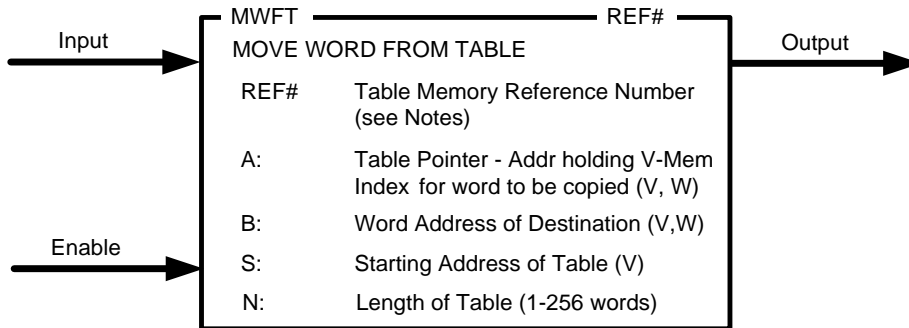 MWFT REF#
Input
MOVE WORD FROM TABLE
Output
REF# Table Memory Reference Number
(see Notes)
A: Table Pointer - Addr holding V-Mem
Index for word to be copied (V, W)
B: Word Address of Destination (V,W)
Enable
S: Starting Address of Table (V)
N: Length of Table (1-256 words)